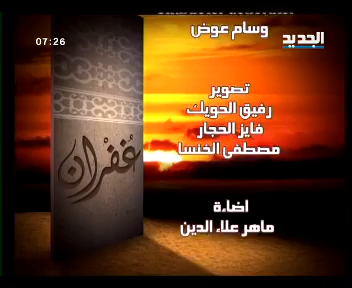 وسام عوض
الجديد
07:26
تصوير
رفيق الحويك
فايز الحجار
مصطفى الخنسا
غفران
اضاءة
ماهر علاء الدين